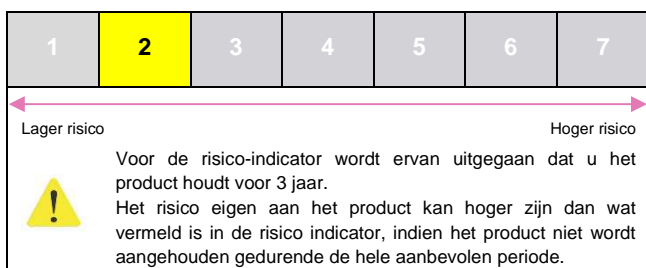 1 2 3 4 5 6 7
Lager risico Hoger risico
Voor de risico-indicator wordt ervan uitgegaan dat u het
product houdt voor 3 jaar.
Het risico eigen aan het product kan hoger zijn dan wat
vermeld is in de risico indicator, indien het product niet wordt
aangehouden gedurende de hele aanbevolen periode.